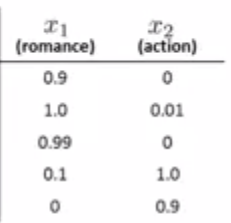 x₁ x₂
(romance) (action)
0.9 0
1.0 0.01
0.99 0
0.1 1.0
0 0.9